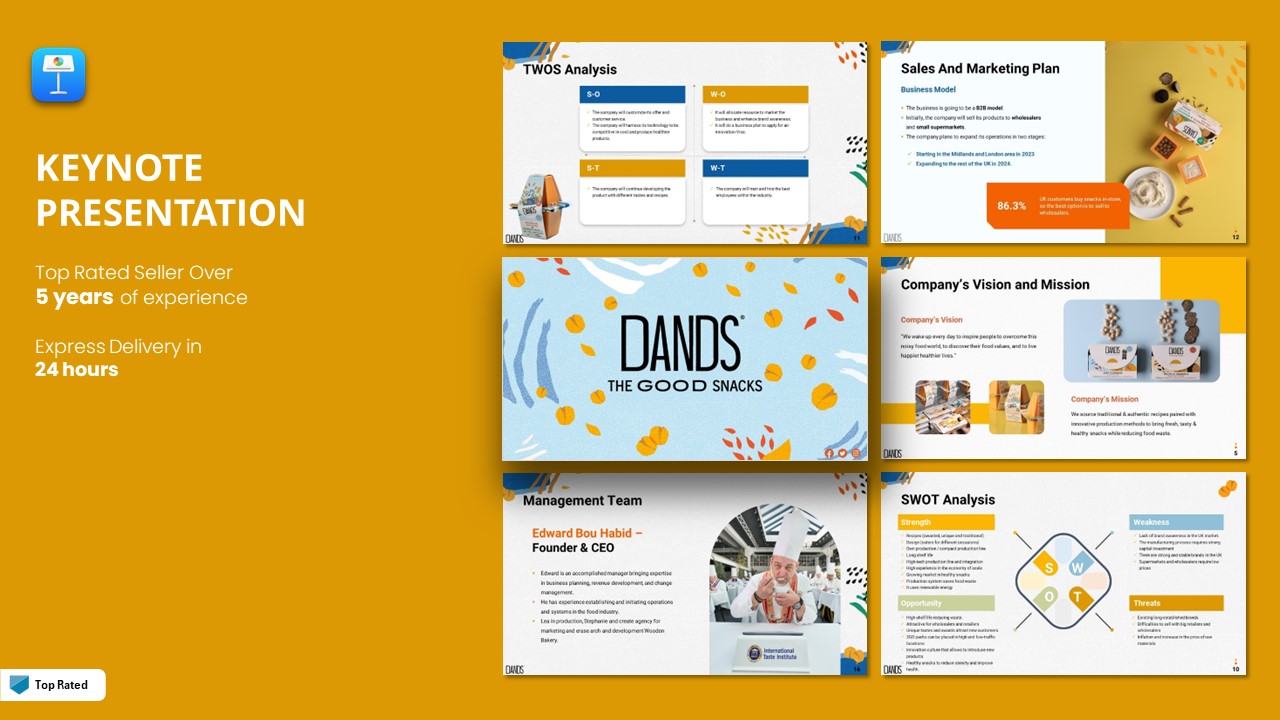 KEYNOTE
PRESENTATION
Top Rated Seller Over
5 years of experience
Express Delivery in
24 hours
Top Rated
TWOS Analysis
S-O
The company will customize its offer and
customer service.
The company will harness its technology to be
competitive in cost and produce healthier
products.
W-O
It will allocate resource to market the
business and enhance brand awareness.
It will do a business plan to apply for an
Innovation Visa.
S-T
The company will continue developing the
product with different tastes and recipes.
W-T
The company will train and hire the best
employees within the industry.
DANDS
11
Sales And Marketing Plan
Business Model
The business is going to be a B2B model.
Initially, the company will sell its products to wholesalers
and small supermarkets.
The company plans to expand its operations in two stages:
Starting in the Midlands and London area in 2023
Expanding to the rest of the UK in 2024.
86.3%
UK customers buy snacks in-store,
so the best option is to sell to
wholesalers.
DANDS
12
DANDS®
THE GOOD SNACKS
Company's Vision and Mission
Company's Vision
"We wake up every day to inspire people to overcome this
noisy food world, to discover their food values, and to live
happier healthier lives."
DANDS
DANDS
Company's Mission
We source traditional & authentic recipes paired with
innovative production methods to bring fresh, tasty &
healthy snacks while reducing food waste.
DANDS
5
Management Team
Edward Bou Habid –
Founder & CEO
Edward is an accomplished manager bringing expertise
in business planning, revenue development, and change
management.
He has experience establishing and initiating operations
and systems in the food industry.
Lea in production, Stephanie and create agency for
marketing and erase arch and development Wooden
Bakery.
International
Taste Institute
DANDS
16
SWOT Analysis
Strength
Recipes (awarded, unique and traditional)
Design (caters for different occasions)
Own production / compact production line
Long shelf life
High-tech production line and integration
High experience in the economy of scale
Growing market in healthy snacks
Production system saves food waste
It uses renewable energy
Weakness
Lack of brand awareness in the UK market.
The manufacturing process requires strong
capital investment
There are strong and stable brands in the UK
Supermarkets and wholesalers require low
prices
S
W
O
T
Opportunity
High shelf life reducing waste.
Attractive for wholesalers and retailers
Unique tastes and awards attract new customers
250 packs can be placed in high and low-traffic
locations
Innovation culture that allows to introduce new
products
Healthy snacks to reduce obesity and improve
health.
Threats
Existing long established brands
Difficulties to sell with big retailers and
wholesalers
Inflation and increase in the price of raw
materials
DANDS
10